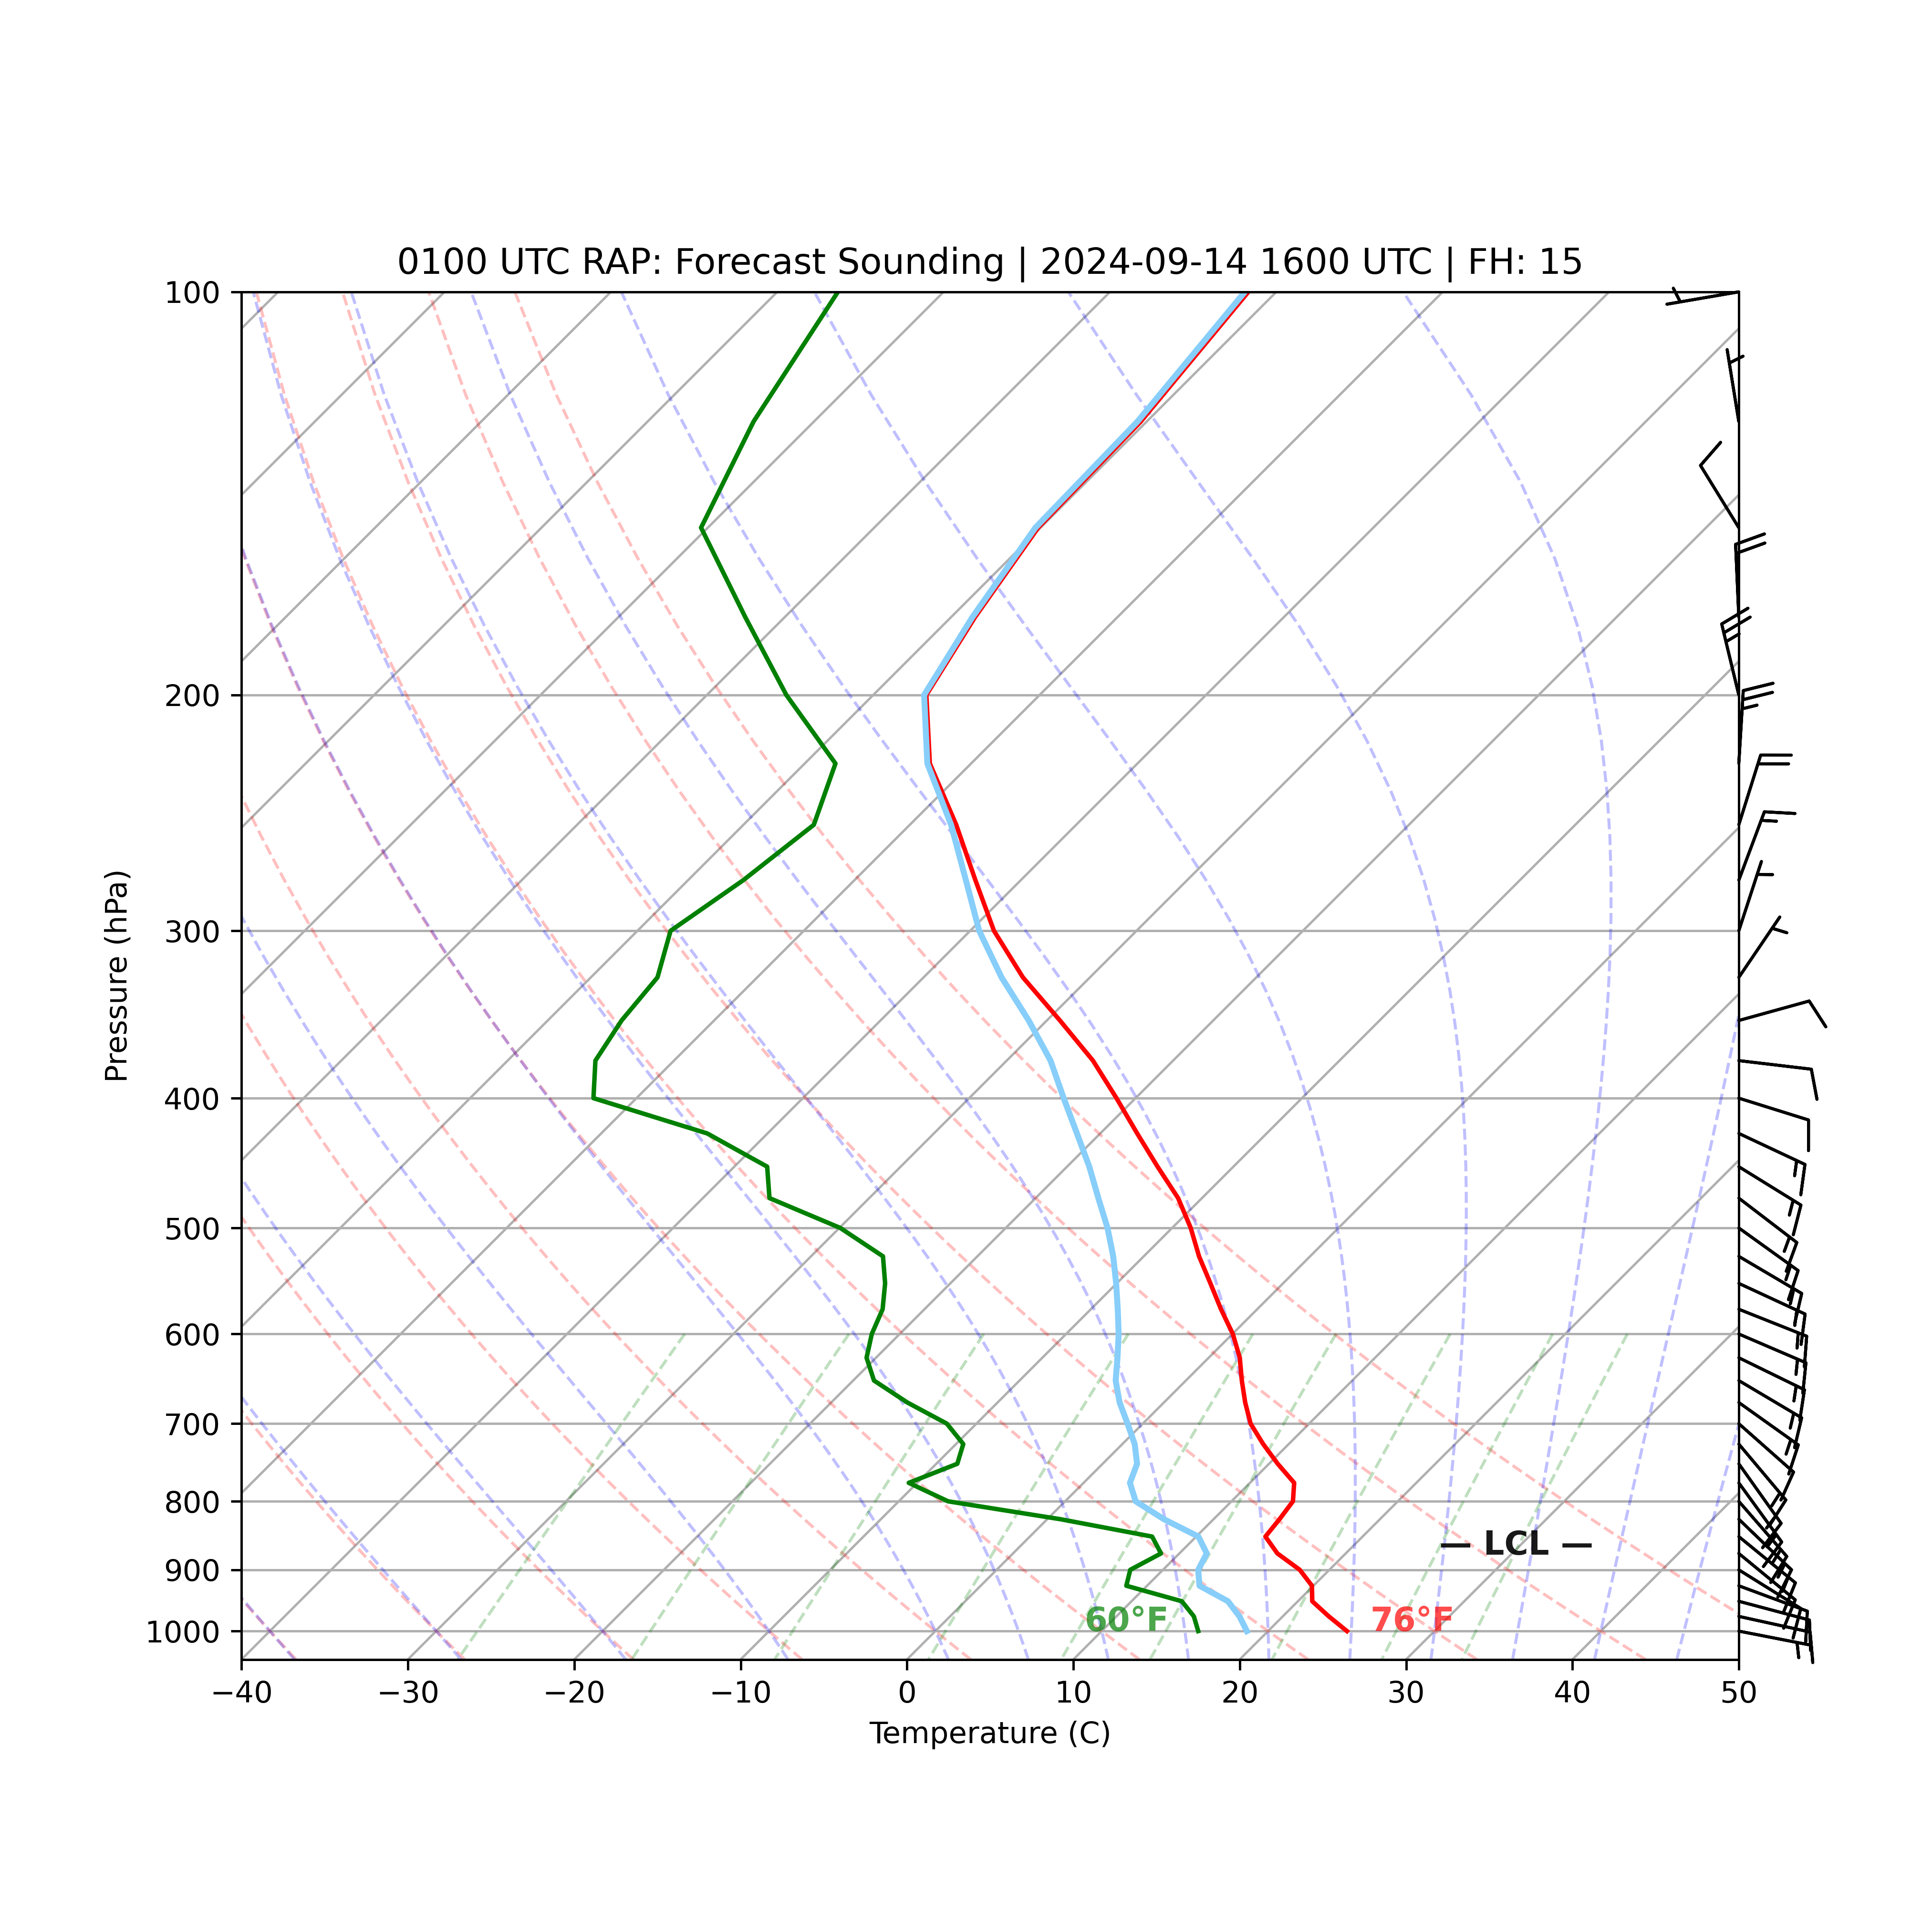 0100 UTC RAP: Forecast Sounding | 2024-09-14 1600 UTC | FH: 15
100
200
300
400
500
600
700
800
900
1000
Pressure (hPa)
— LCL —
60°F
76°F
−40 −30 −20 −10 0 10 20 30 40 50
Temperature (C)